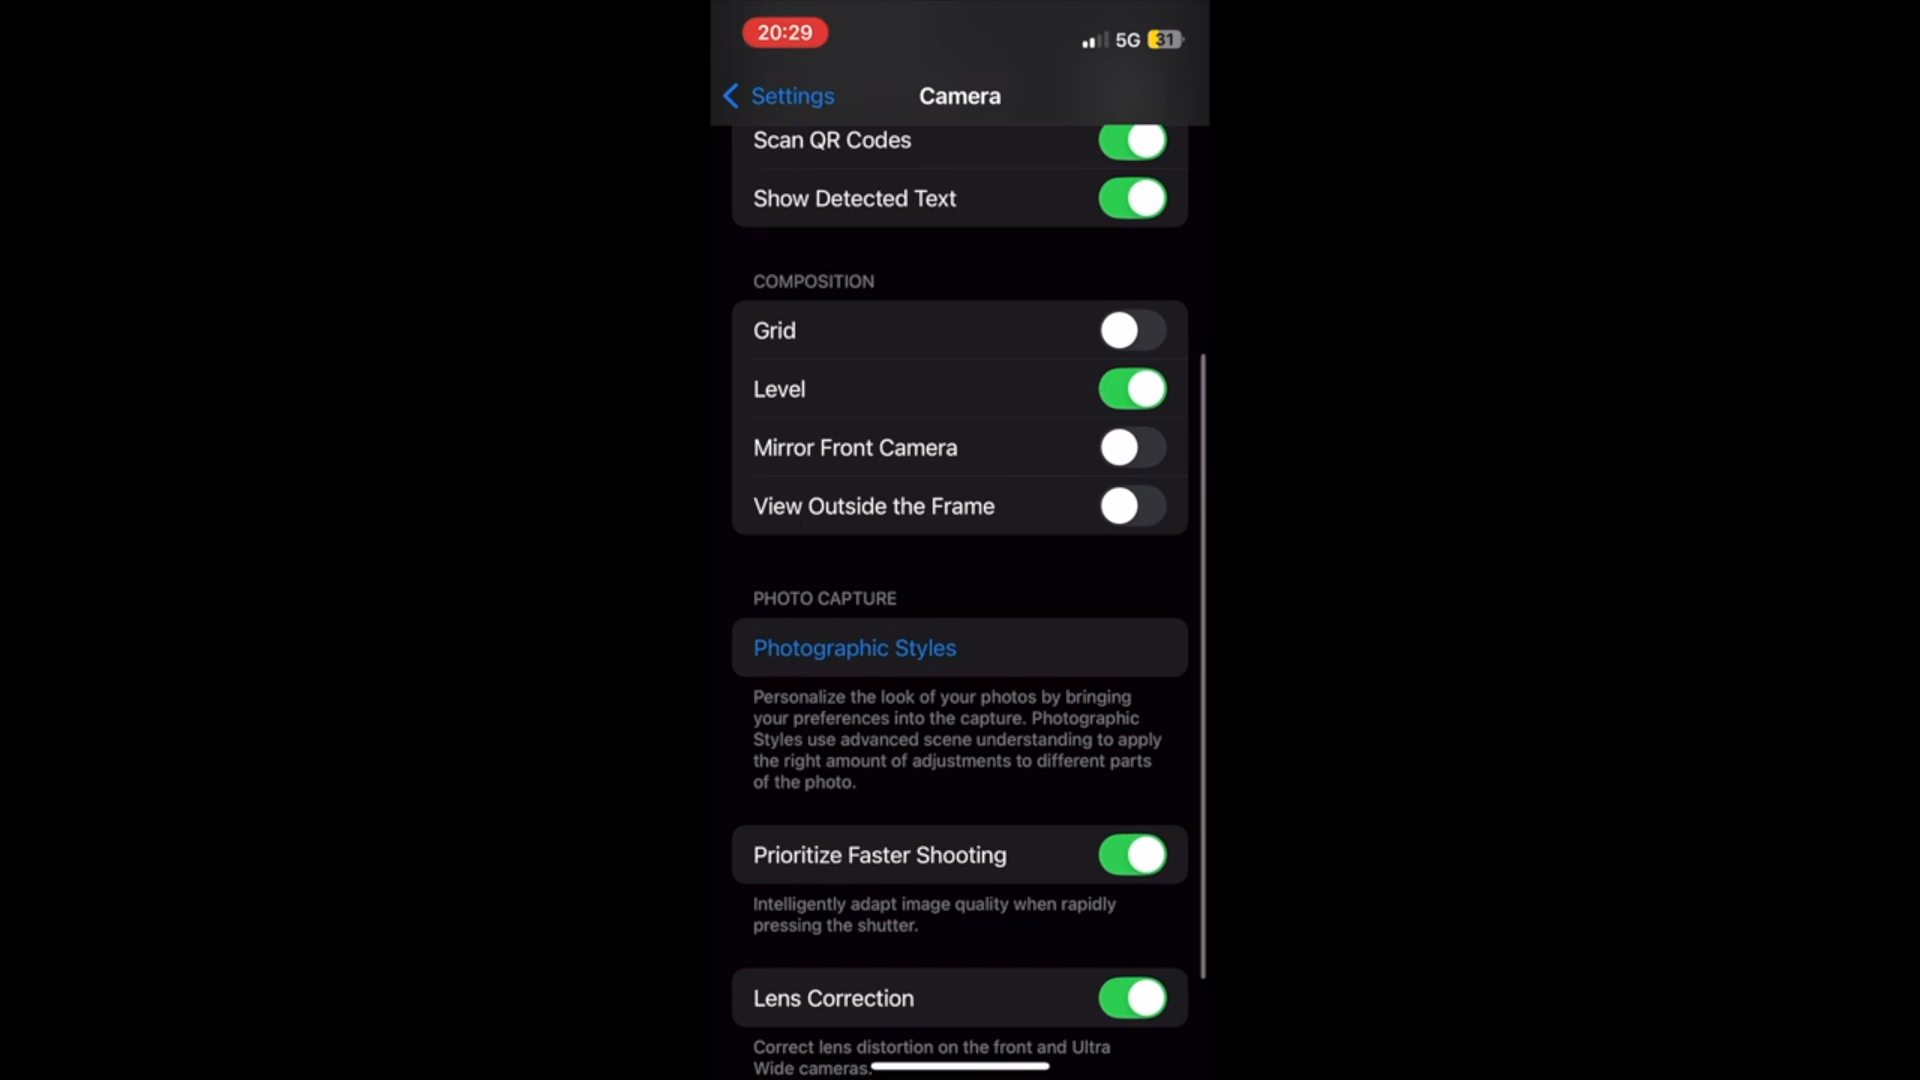 20:29
5G 31
Settings
Camera
Scan QR Codes
Show Detected Text
COMPOSITION
Grid
Level
Mirror Front Camera
View Outside the Frame
PHOTO CAPTURE
Photographic Styles
Personalize the look of your photos by bringing
your preferences into the capture. Photographic
Styles use advanced scene understanding to apply
the right amount of adjustments to different parts
of the photo.
Prioritize Faster Shooting
Intelligently adapt image quality when rapidly
pressing the shutter.
Lens Correction
Correct lens distortion on the front and Ultra
Wide cameras.